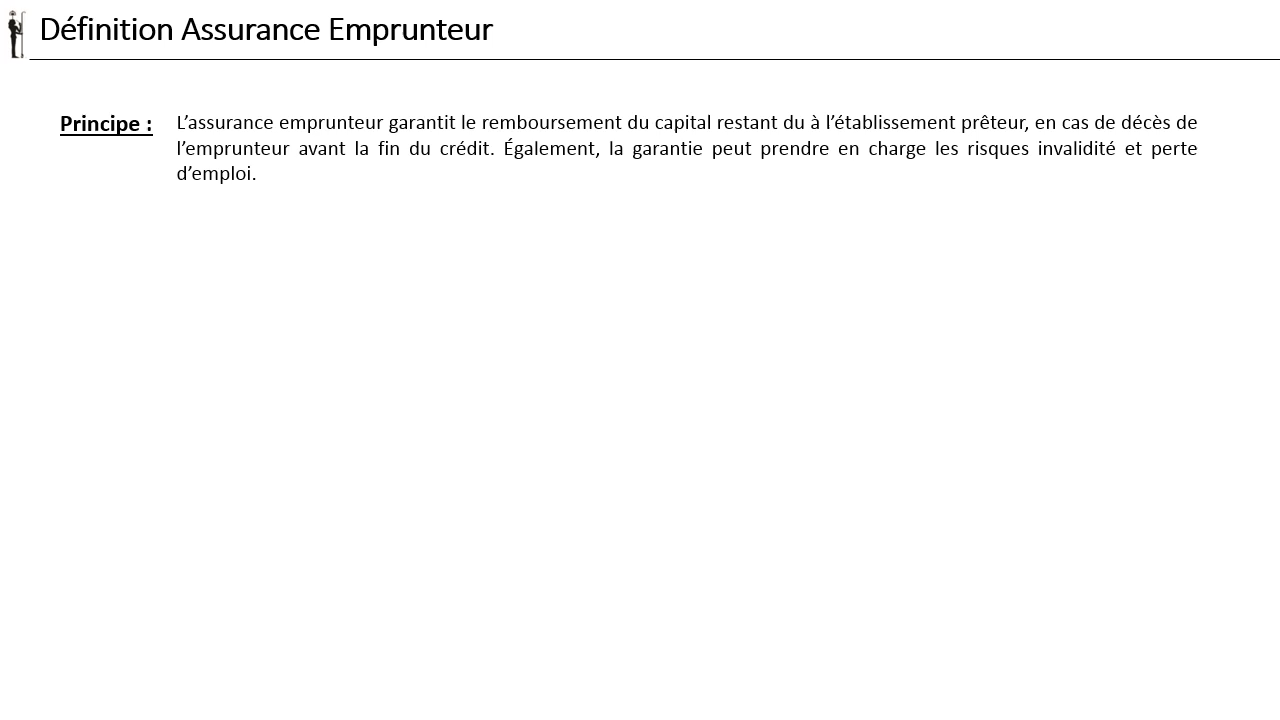 Définition Assurance Emprunteur
Principe : L’assurance emprunteur garantit le remboursement du capital restant du à l’établissement prêteur, en cas de décès de
l’emprunteur avant la fin du crédit. Également, la garantie peut prendre en charge les risques invalidité et perte
d’emploi.